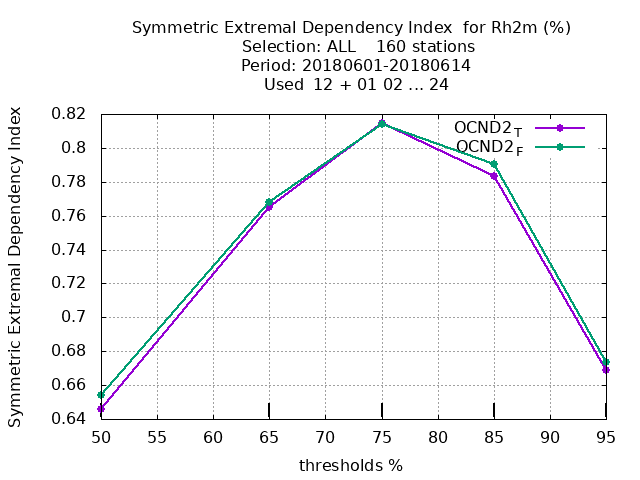 Symmetric Extremal Dependency Index for Rh2m (%)
Selection: ALL 160 stations
Period: 20180601-20180614
Used 12 + 01 02 ... 24
Symmetric Extremal Dependency Index
0.82
0.8
0.78
0.76
0.74
0.72
0.7
0.68
0.66
0.64
OCND2T
OCND2F
50 55 60 65 70 75 80 85 90 95
thresholds %